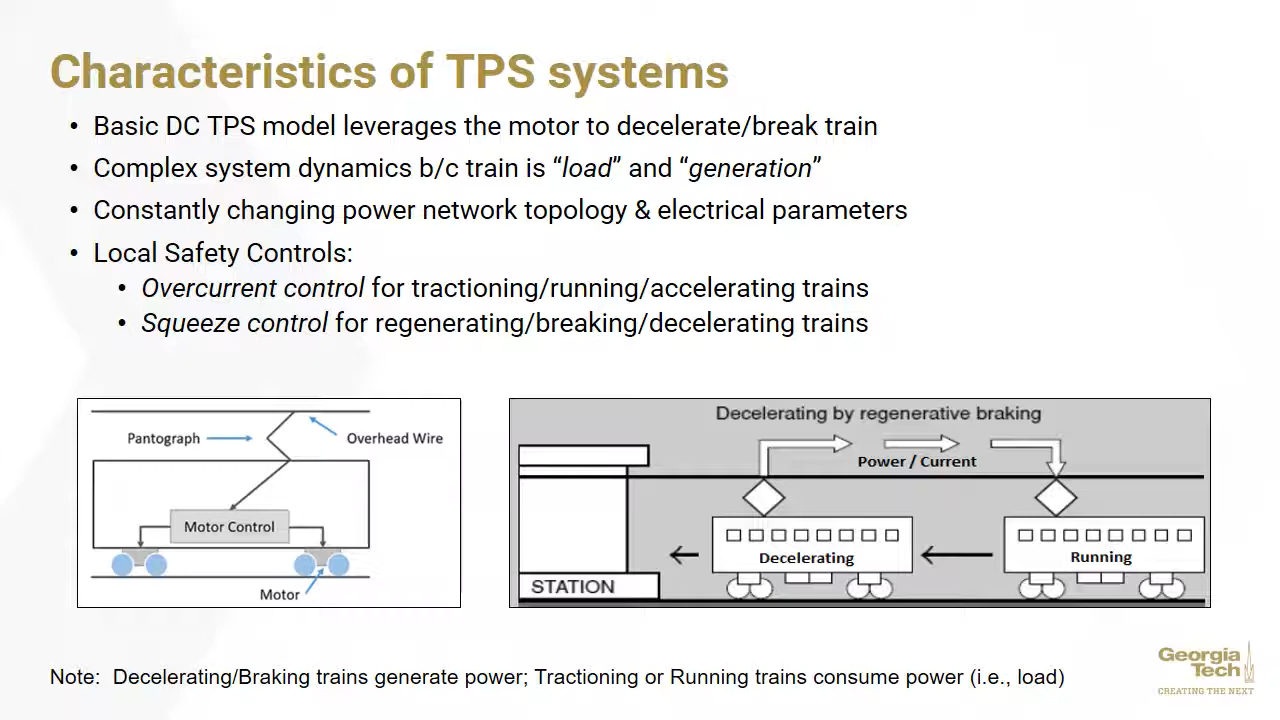 Characteristics of TPS systems
• Basic DC TPS model leverages the motor to decelerate/break train
• Complex system dynamics b/c train is “load” and “generation”
• Constantly changing power network topology & electrical parameters
• Local Safety Controls:
• Overcurrent control for tractioning/running/accelerating trains
• Squeeze control for regenerating/breaking/decelerating trains
Pantograph
Overhead Wire
Motor Control
Motor
Decelerating by regenerative braking
Power / Current
Decelerating
Running
STATION
Note: Decelerating/Braking trains generate power; Tractioning or Running trains consume power (i.e., load)
Georgia
Tech
CREATING THE NEXT